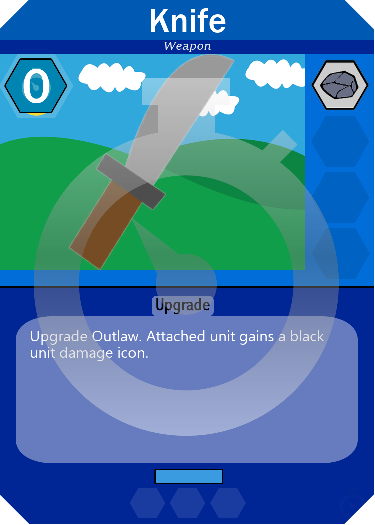 Knife
Weapon
0
Upgrade
Upgrade Outlaw. Attached unit gains a black
unit damage icon.